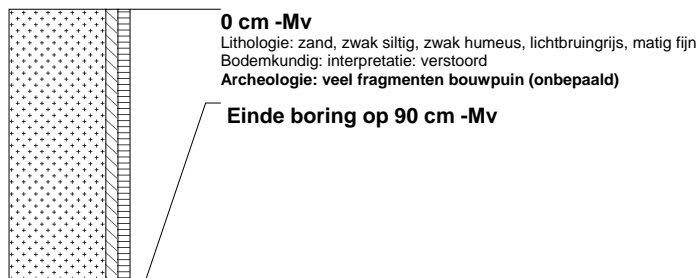 0 cm -Mv
Lithologie: zand, zwak siltig, zwak humeus, lichtbruingrijs, matig fijn
Bodemkundig: interpretatie: verstoord
Archeologie: veel fragmenten bouwpuin (onbepaald)
Einde boring op 90 cm -Mv